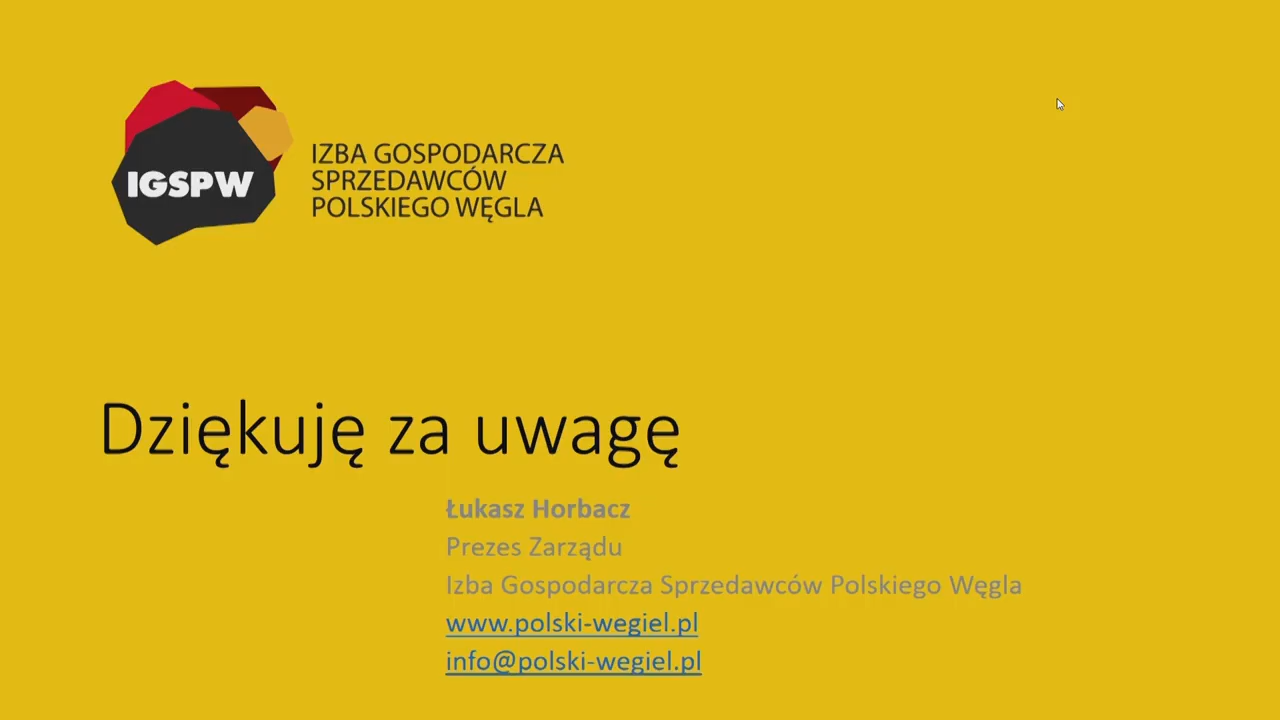 IGSPW
IZBA GOSPODARCZA
SPRZEDAWCÓW
POLSKIEGO WĘGLA
Dziękuję za uwagę
Łukasz Horbacz
Prezes Zarządu
Izba Gospodarcza Sprzedawców Polskiego Węgla
www.polski-wegiel.pl
info@polski-wegiel.pl